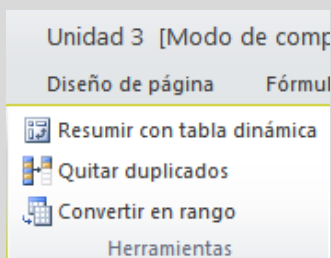 Unidad 3 [Modo de comp
Diseño de página Fórmul
Resumir con tabla dinámica
Quitar duplicados
Convertir en rango
Herramientas